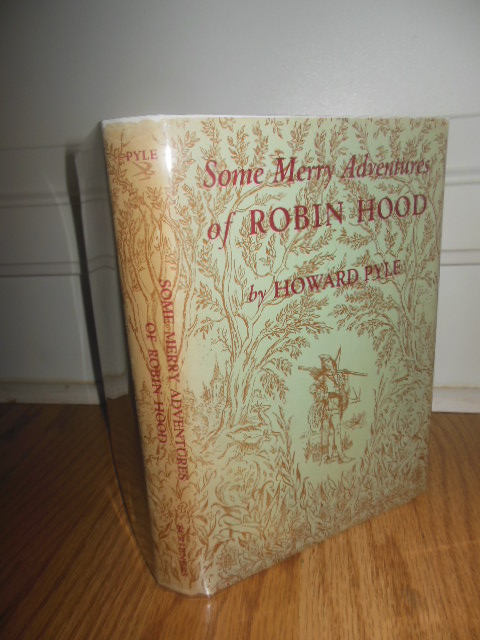 Some Merry Adventures
of ROBIN HOOD
by HOWARD PYLE
PYLE
SOME MERRY ADVENTURES
OF ROBIN HOOD